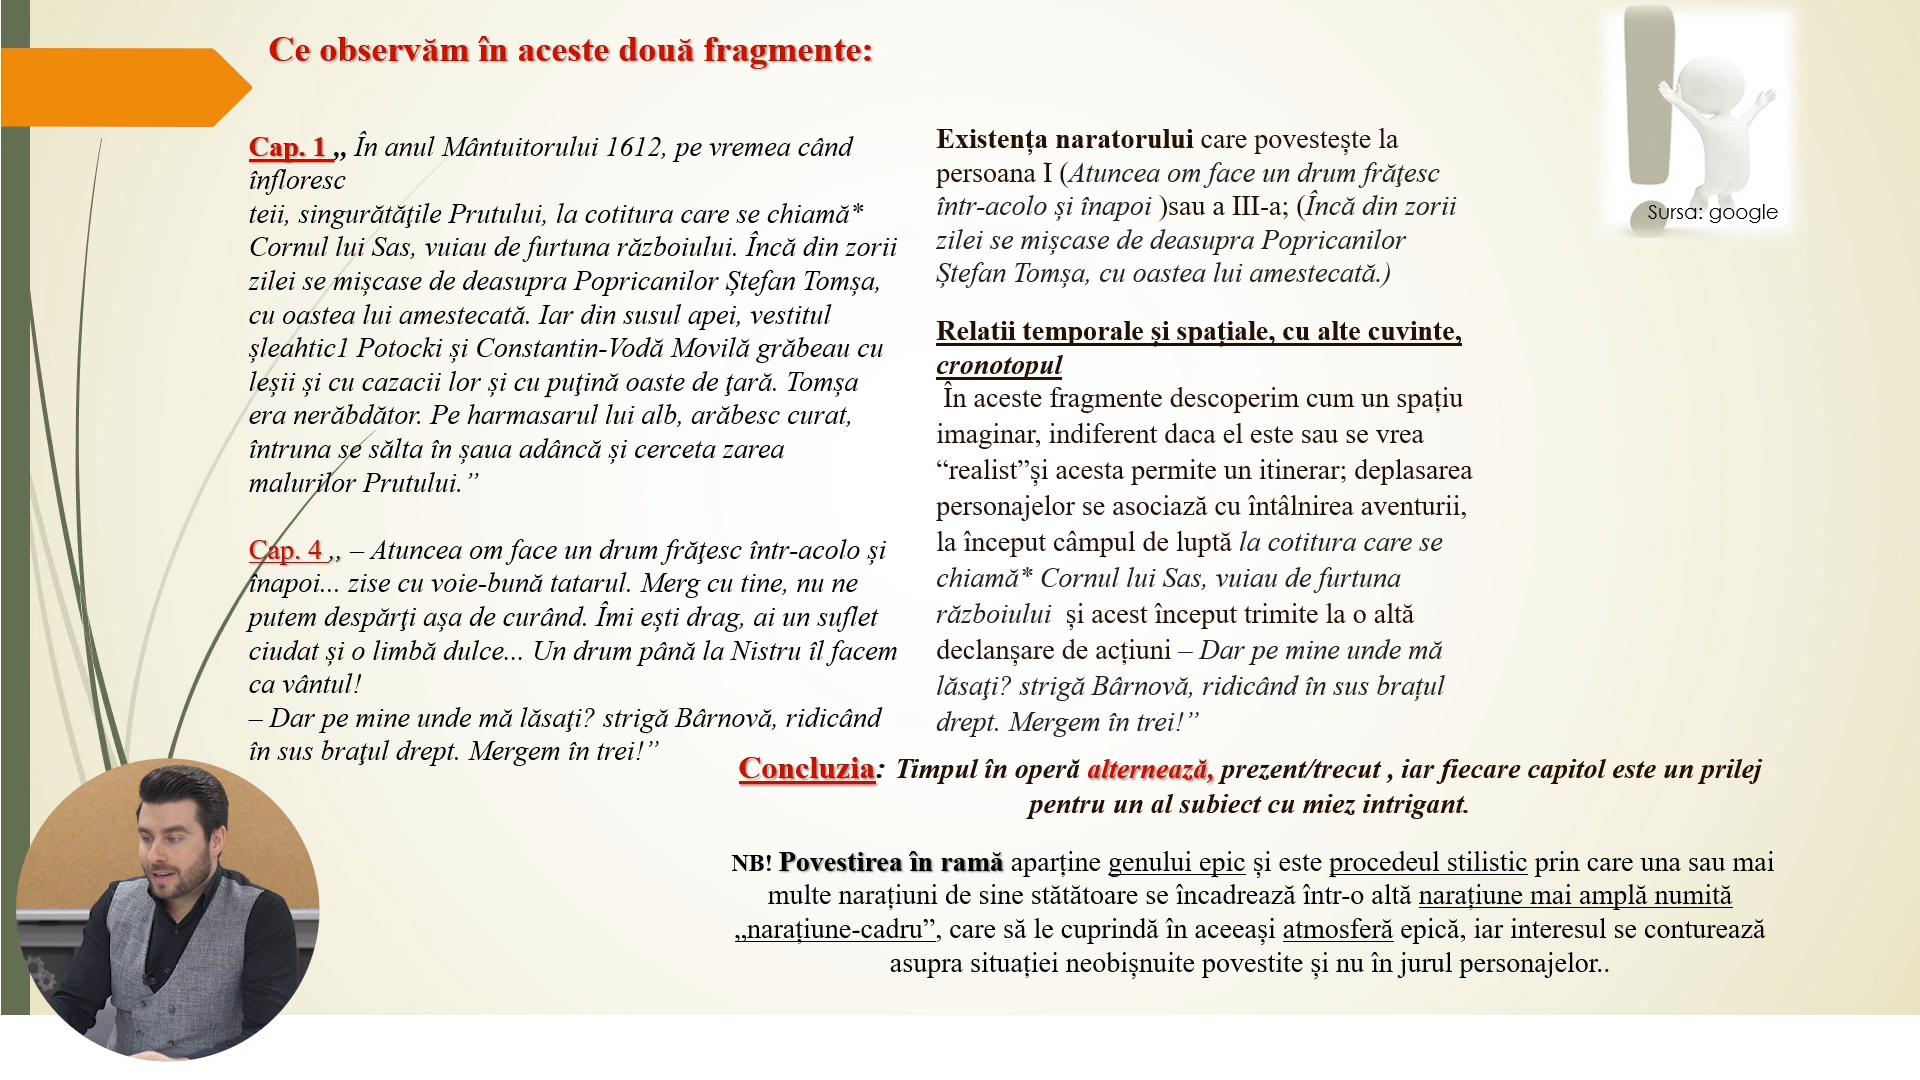 Ce observăm în aceste două fragmente:
Cap. 1 ,, În anul Mântuitorului 1612, pe vremea când
înfloresc
teii, singurătăţile Prutului, la cotitura care se chiamă*
Cornul lui Sas, vuiau de furtuna războiului. Încă din zorii
zilei se mișcase de deasupra Popricanilor Ștefan Tomșa,
cu oastea lui amestecată. Iar din susul apei, vestitul
șleahtic1 Potocki și Constantin-Vodă Movilă grăbeau cu
leșii și cu cazacii lor și cu puţină oaste de ţară. Tomșa
era nerăbdător. Pe harmasarul lui alb, arăbesc curat,
întruna se sălta în șaua adâncă și cerceta zarea
malurilor Prutului.”
Cap. 4 ,, – Atuncea om face un drum frăţesc într-acolo și
înapoi... zise cu voie-bună tatarul. Merg cu tine, nu ne
putem despărţi așa de curând. Îmi ești drag, ai un suflet
ciudat și o limbă dulce... Un drum până la Nistru îl facem
ca vântul!
– Dar pe mine unde mă lăsaţi? strigă Bârnovă, ridicând
în sus braţul drept. Mergem în trei!”
Existența naratorului care povestește la
persoana I (Atuncea om face un drum frăţesc
într-acolo și înapoi )sau a III-a; (Încă din zorii
zilei se mișcase de deasupra Popricanilor
Ștefan Tomșa, cu oastea lui amestecată.)
Relatii temporale și spațiale, cu alte cuvinte,
cronotopul
În aceste fragmente descoperim cum un spațiu
imaginar, indiferent daca el este sau se vrea
“realist”și acesta permite un itinerar; deplasarea
personajelor se asociază cu întâlnirea aventurii,
la început câmpul de luptă la cotitura care se
chiamă* Cornul lui Sas, vuiau de furtuna
războiului  și acest început trimite la o altă
declanșare de acțiuni – Dar pe mine unde mă
lăsaţi? strigă Bârnovă, ridicând în sus brațul
drept. Mergem în trei!”
Sursa: google
Concluzia: Timpul în operă alternează, prezent/trecut , iar fiecare capitol este un prilej
pentru un al subiect cu miez intrigant.
NB! Povestirea în ramă aparține genului epic și este procedeul stilistic prin care una sau mai
multe narațiuni de sine stătătoare se încadrează într-o altă narațiune mai amplă numită
,,narațiune-cadru”, care să le cuprindă în aceeași atmosferă epică, iar interesul se conturează
asupra situației neobișnuite povestite și nu în jurul personajelor..